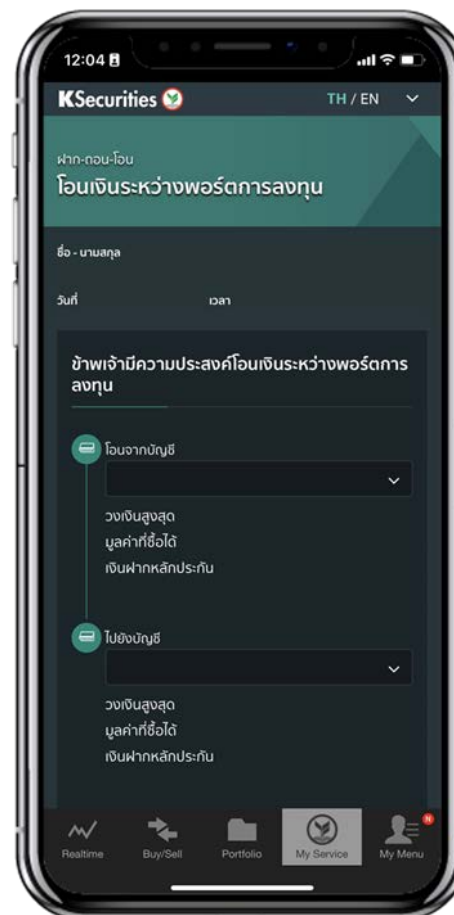 12:04
KSecurities
TH / EN
ฝาก-ถอน-โอน
โอนเงินระหว่างพอร์ตการลงทุน
ชื่อ - นามสกุล
วันที่ เวลา
ข้าพเจ้ามีความประสงค์โอนเงินระหว่างพอร์ตการ
ลงทุน
โอนจากบัญชี
วงเงินสูงสุด
มูลค่าที่ซื้อได้
เงินฝากหลักประกัน
ไปยังบัญชี
วงเงินสูงสุด
มูลค่าที่ซื้อได้
เงินฝากหลักประกัน
N
Realtime Buy/Sell Portfolio My Service My Menu